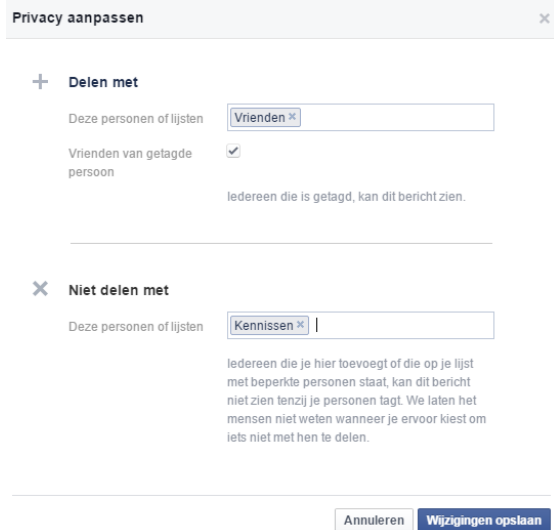 Privacy aanpassen
Delen met
Deze personen of lijsten
Vrienden
Vrienden van getagde
persoon
Iedereen die is getagd, kan dit bericht zien.
Niet delen met
Deze personen of lijsten
Kennissen
Iedereen die je hier toevoegt of die op je lijst
met beperkte personen staat, kan dit bericht
niet zien tenzij je personen tagt. We laten het
mensen niet weten wanneer je ervoor kiest om
iets niet met hen te delen.
Annuleren
Wijzigingen opslaan